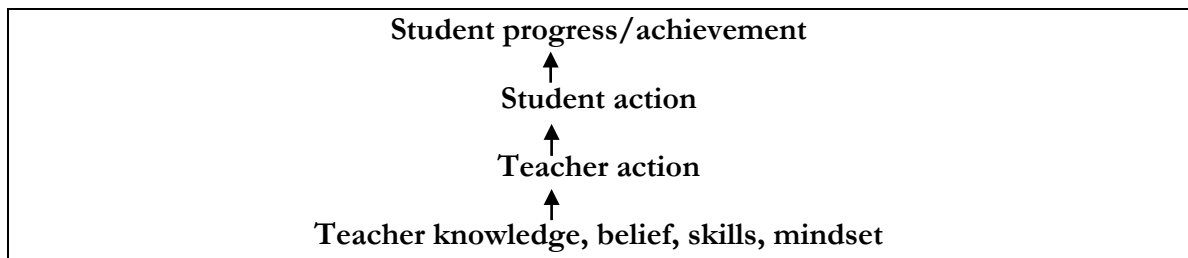 Student progress/achievement
Student action
Teacher action
Teacher knowledge, belief, skills, mindset